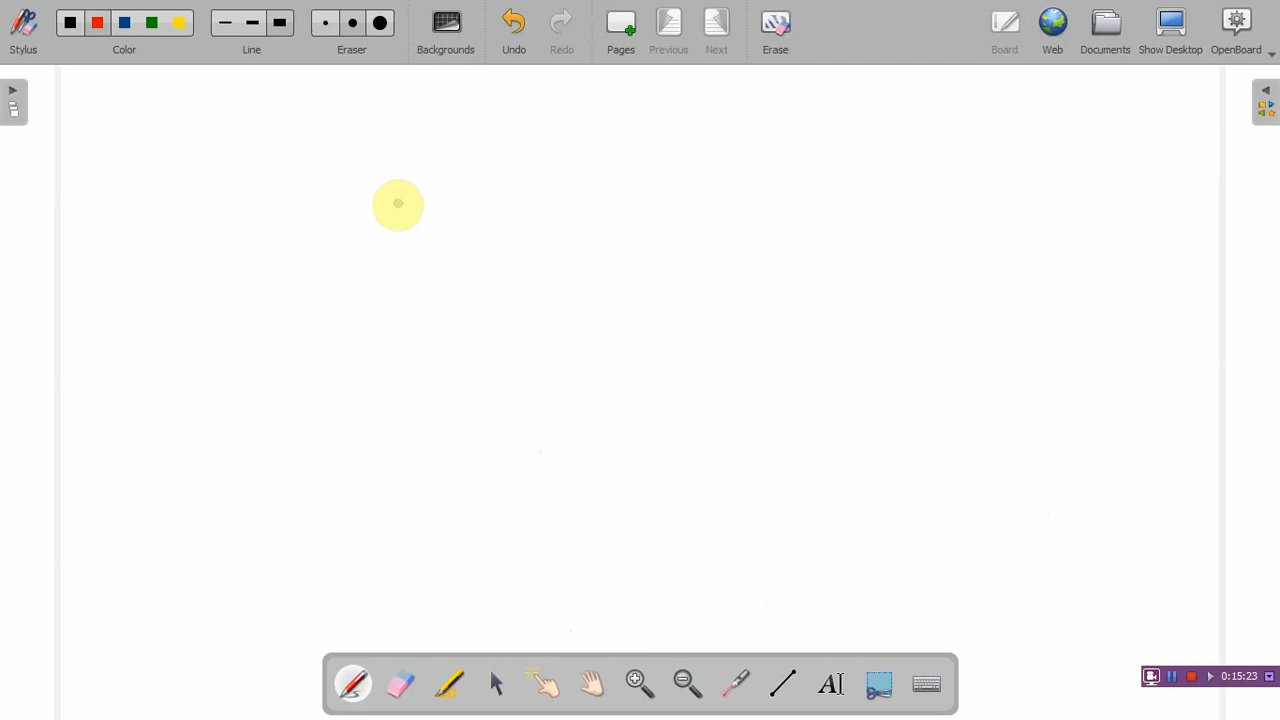 Stylus Color Line Eraser Backgrounds Undo Redo Pages Previous Next Erase Board Web Documents Show Desktop OpenBoard
AI
0:15:23